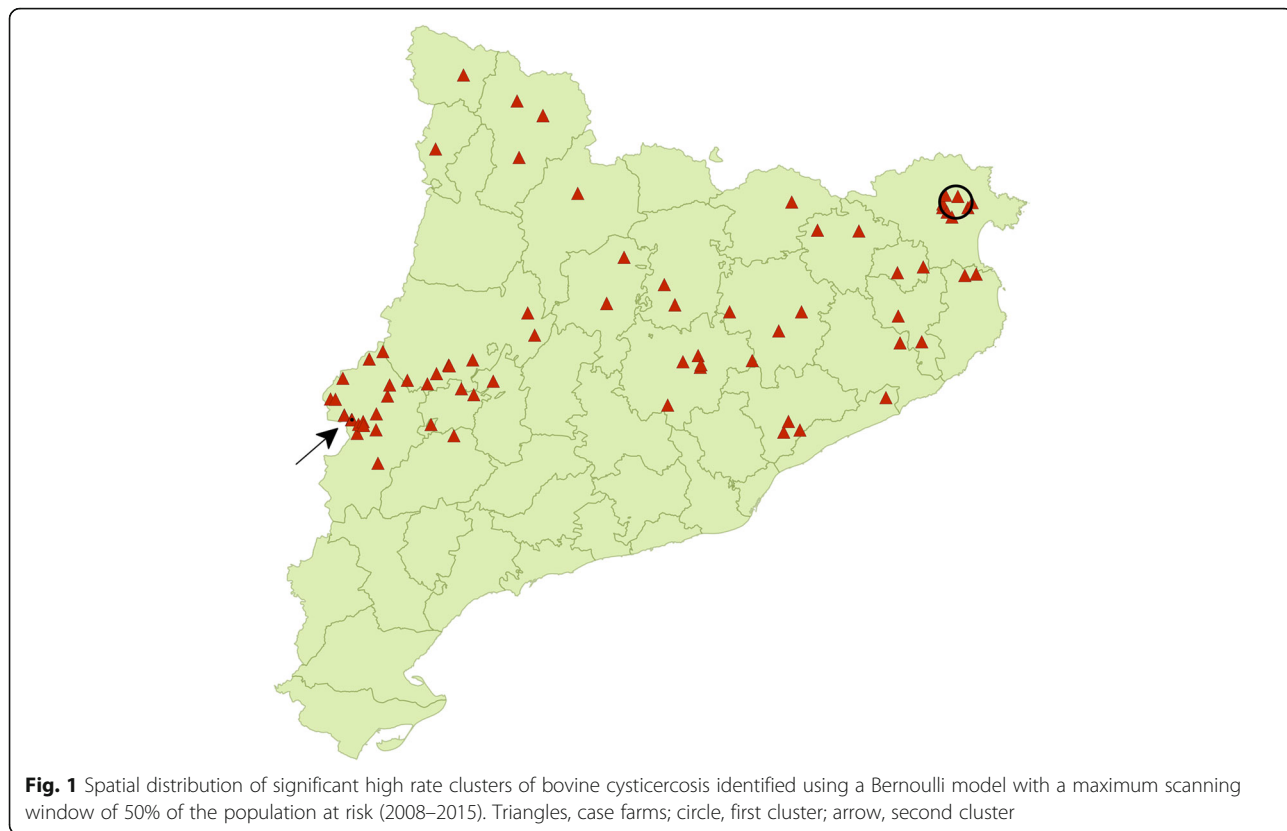 Fig. 1 Spatial distribution of significant high rate clusters of bovine cysticercosis identified using a Bernoulli model with a maximum scanning
window of 50% of the population at risk (2008–2015). Triangles, case farms; circle, first cluster; arrow, second cluster